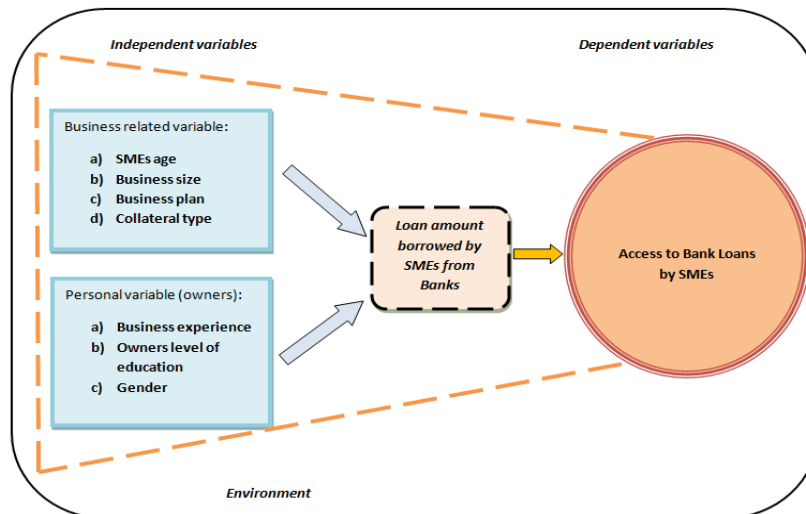 Independent variables
Dependent variables
Business related variable:
a) SMEs age
b) Business size
c) Business plan
d) Collateral type
Loan amount
borrowed by
SMEs from
Banks
Access to Bank Loans
by SMEs
Personal variable (owners):
a) Business experience
b) Owners level of
education
c) Gender
Environment